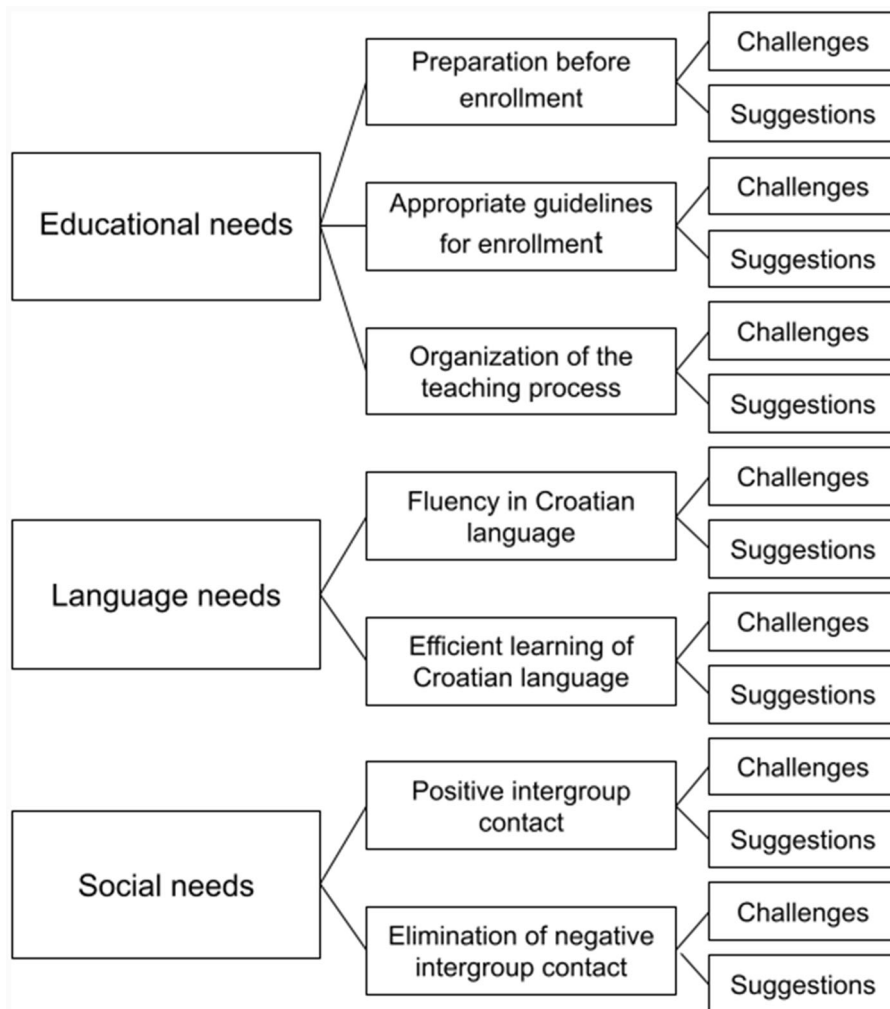 Educational needs
Preparation before
enrollment
Challenges
Suggestions
Appropriate guidelines
for enrollment
Challenges
Suggestions
Organization of the
teaching process
Challenges
Suggestions
Language needs
Fluency in Croatian
language
Challenges
Suggestions
Efficient learning of
Croatian language
Challenges
Suggestions
Social needs
Positive intergroup
contact
Challenges
Suggestions
Elimination of negative
intergroup contact
Challenges
Suggestions